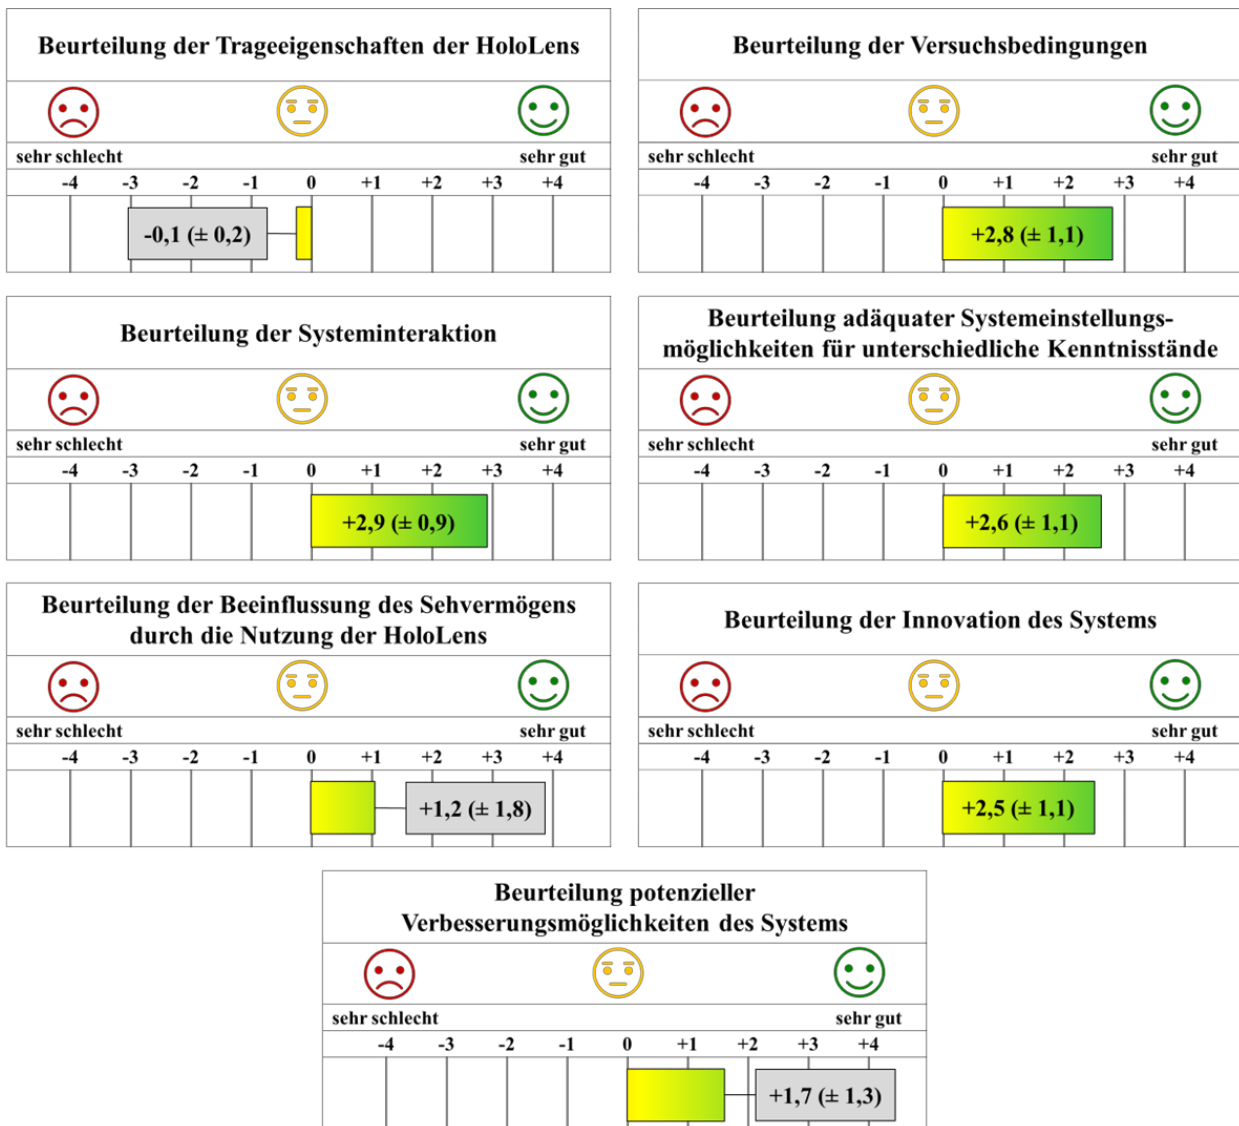 Beurteilung der Trageeigenschaften der HoloLens
sehr schlecht sehr gut
-4 -3 -2 -1 0 +1 +2 +3 +4
-0,1 (± 0,2)
Beurteilung der Versuchsbedingungen
sehr schlecht sehr gut
-4 -3 -2 -1 0 +1 +2 +3 +4
+2,8 (± 1,1)
Beurteilung der Systeminteraktion
sehr schlecht sehr gut
-4 -3 -2 -1 0 +1 +2 +3 +4
+2,9 (± 0,9)
Beurteilung adäquater Systemeinstellungs-
möglichkeiten für unterschiedliche Kenntnisstände
sehr schlecht sehr gut
-4 -3 -2 -1 0 +1 +2 +3 +4
+2,6 (± 1,1)
Beurteilung der Beeinflussung des Sehvermögens
durch die Nutzung der HoloLens
sehr schlecht sehr gut
-4 -3 -2 -1 0 +1 +2 +3 +4
+1,2 (± 1,8)
Beurteilung der Innovation des Systems
sehr schlecht sehr gut
-4 -3 -2 -1 0 +1 +2 +3 +4
+2,5 (± 1,1)
Beurteilung potenzieller
Verbesserungsmöglichkeiten des Systems
sehr schlecht sehr gut
-4 -3 -2 -1 0 +1 +2 +3 +4
+1,7 (± 1,3)